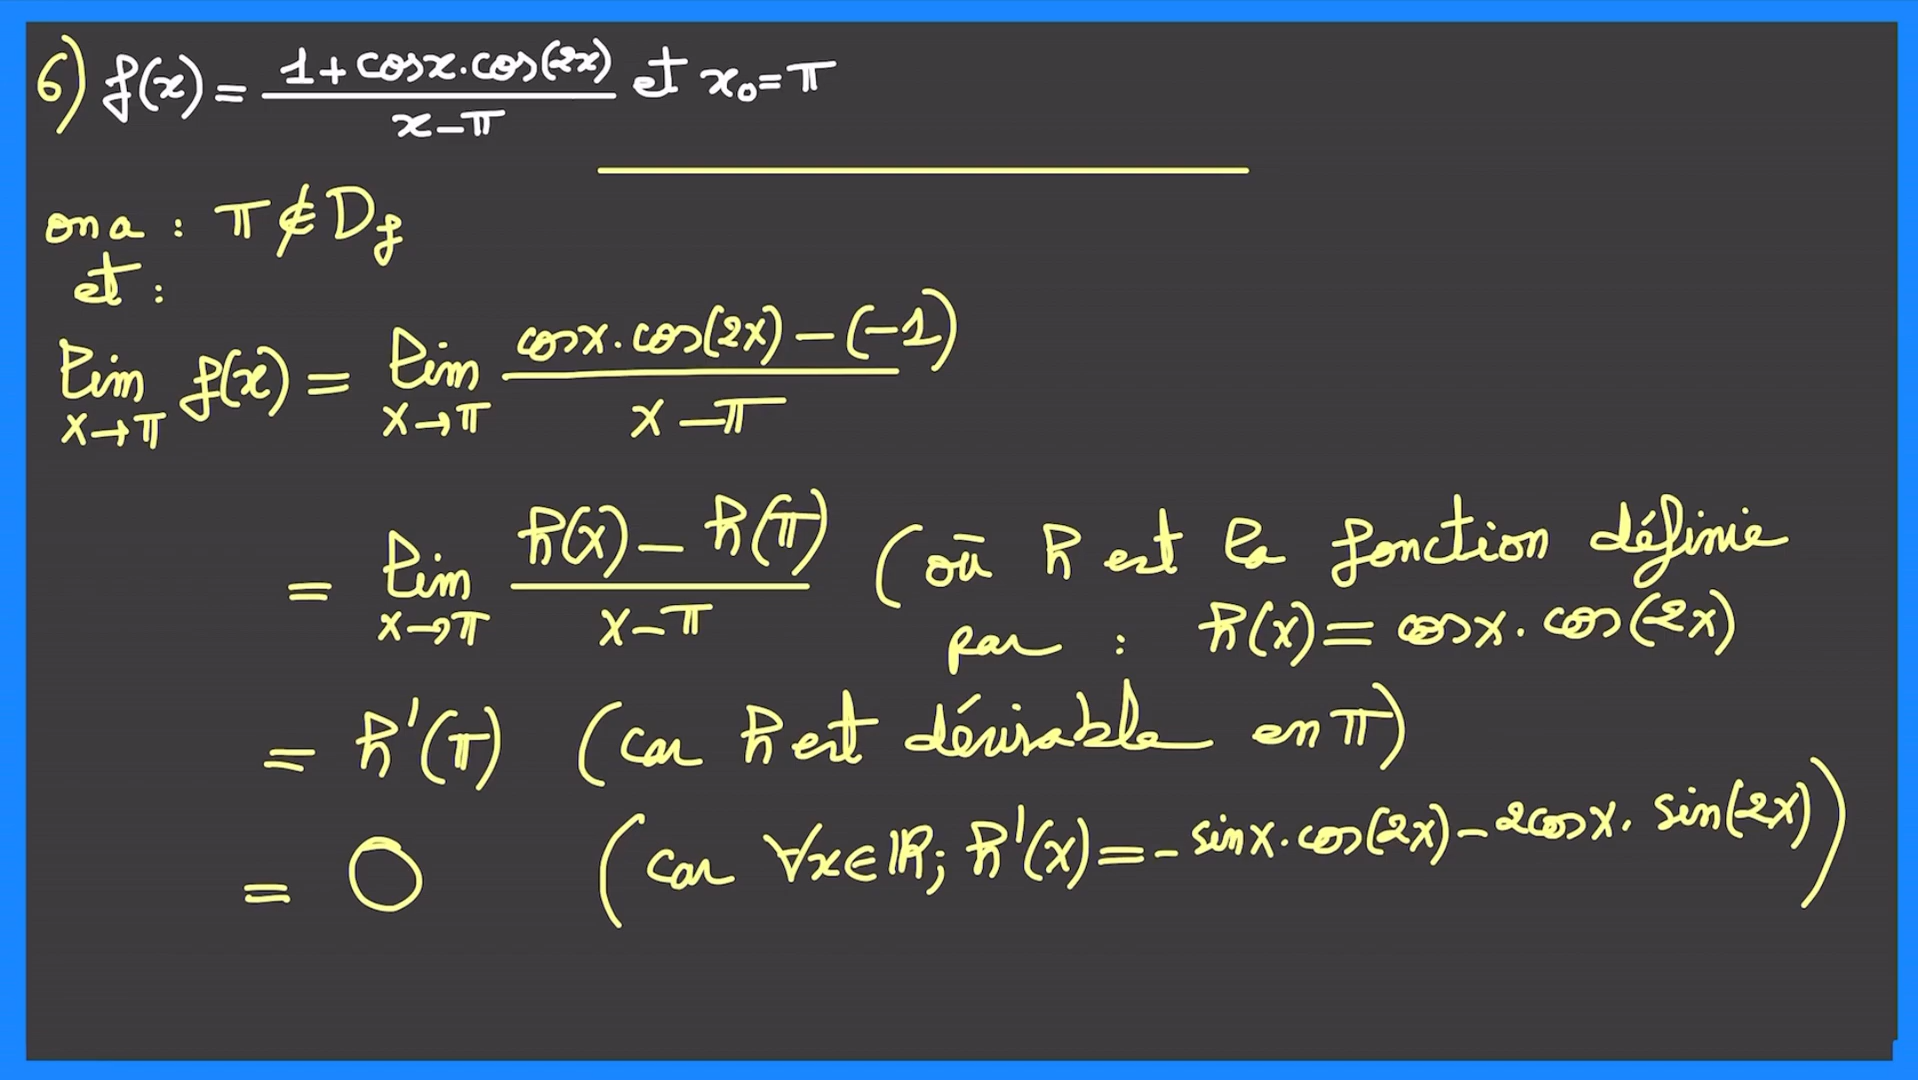 6) f(x) = (1 + cosx.cos(2x)) / (x - π) et x₀ = π
on a : π ∉ D_f
et :
lim_{x→π} f(x) = lim_{x→π} (cosx.cos(2x) - (-1)) / (x - π)
= lim_{x→π} (h(x) - h(π)) / (x - π) (où h est la fonction définie
par : h(x) = cosx.cos(2x)
= h'(π) (car h est dérivable en π)
= 0 (car ∀x∈ℝ; h'(x) = - sinx.cos(2x) - 2cosx.sin(2x))